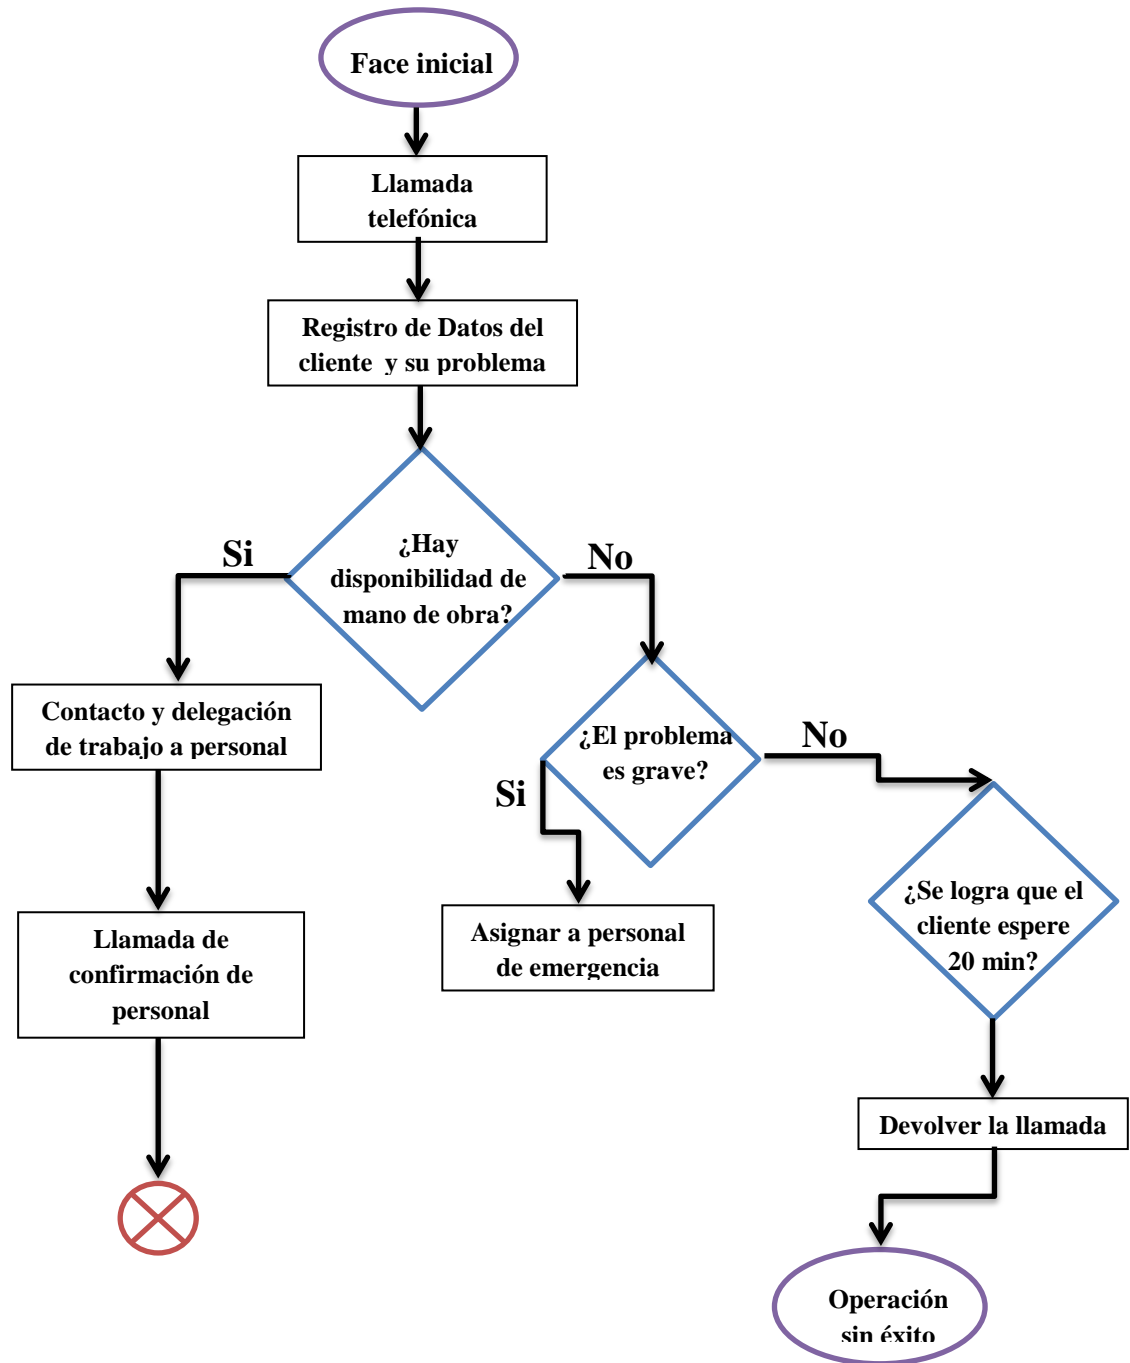 Face inicial
Llamada
telefónica
Registro de Datos del
cliente y su problema
¿Hay
disponibilidad de
mano de obra?
Si
No
Contacto y delegación
de trabajo a personal
¿El problema
es grave?
Si
No
Llamada de
confirmación de
personal
Asignar a personal
de emergencia
¿Se logra que el
cliente espere
20 min?
Devolver la llamada
Operación
sin éxito